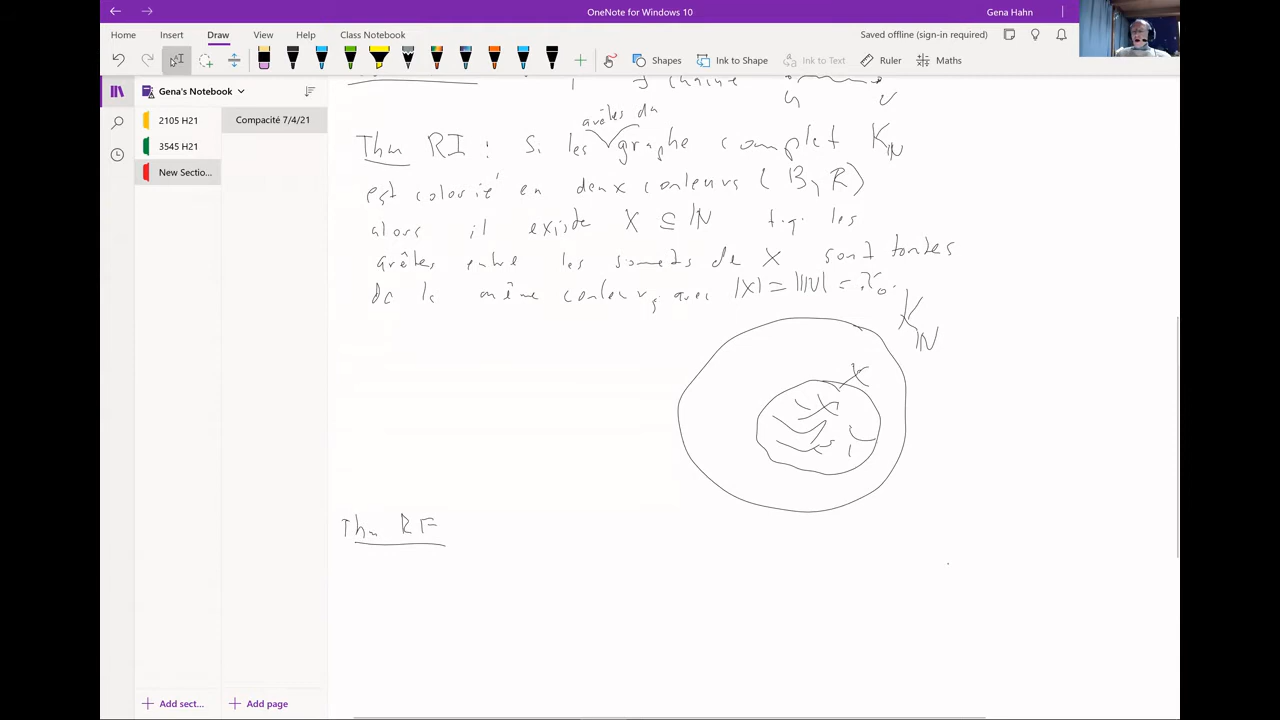 OneNote for Windows 10
Gena Hahn
Home Insert Draw View Help Class Notebook
Saved offline (sign-in required)
Shapes Ink to Shape Ink to Text Ruler Maths
Gena's Notebook
2105 H21
3545 H21
New Sectio...
Compacité 7/4/21
Add sect...
Add page
∃ chaine
u v
arêtes du
Thm RI : Si les graphe complet K_ℕ
est colorié en deux couleurs (B, R)
alors il existe X ⊆ ℕ t.q. les
arêtes entre les somets de X sont toutes
de la même couleur, avec |X| = |ℕ| = ℵ₀.
K_ℕ
X
Thm RF